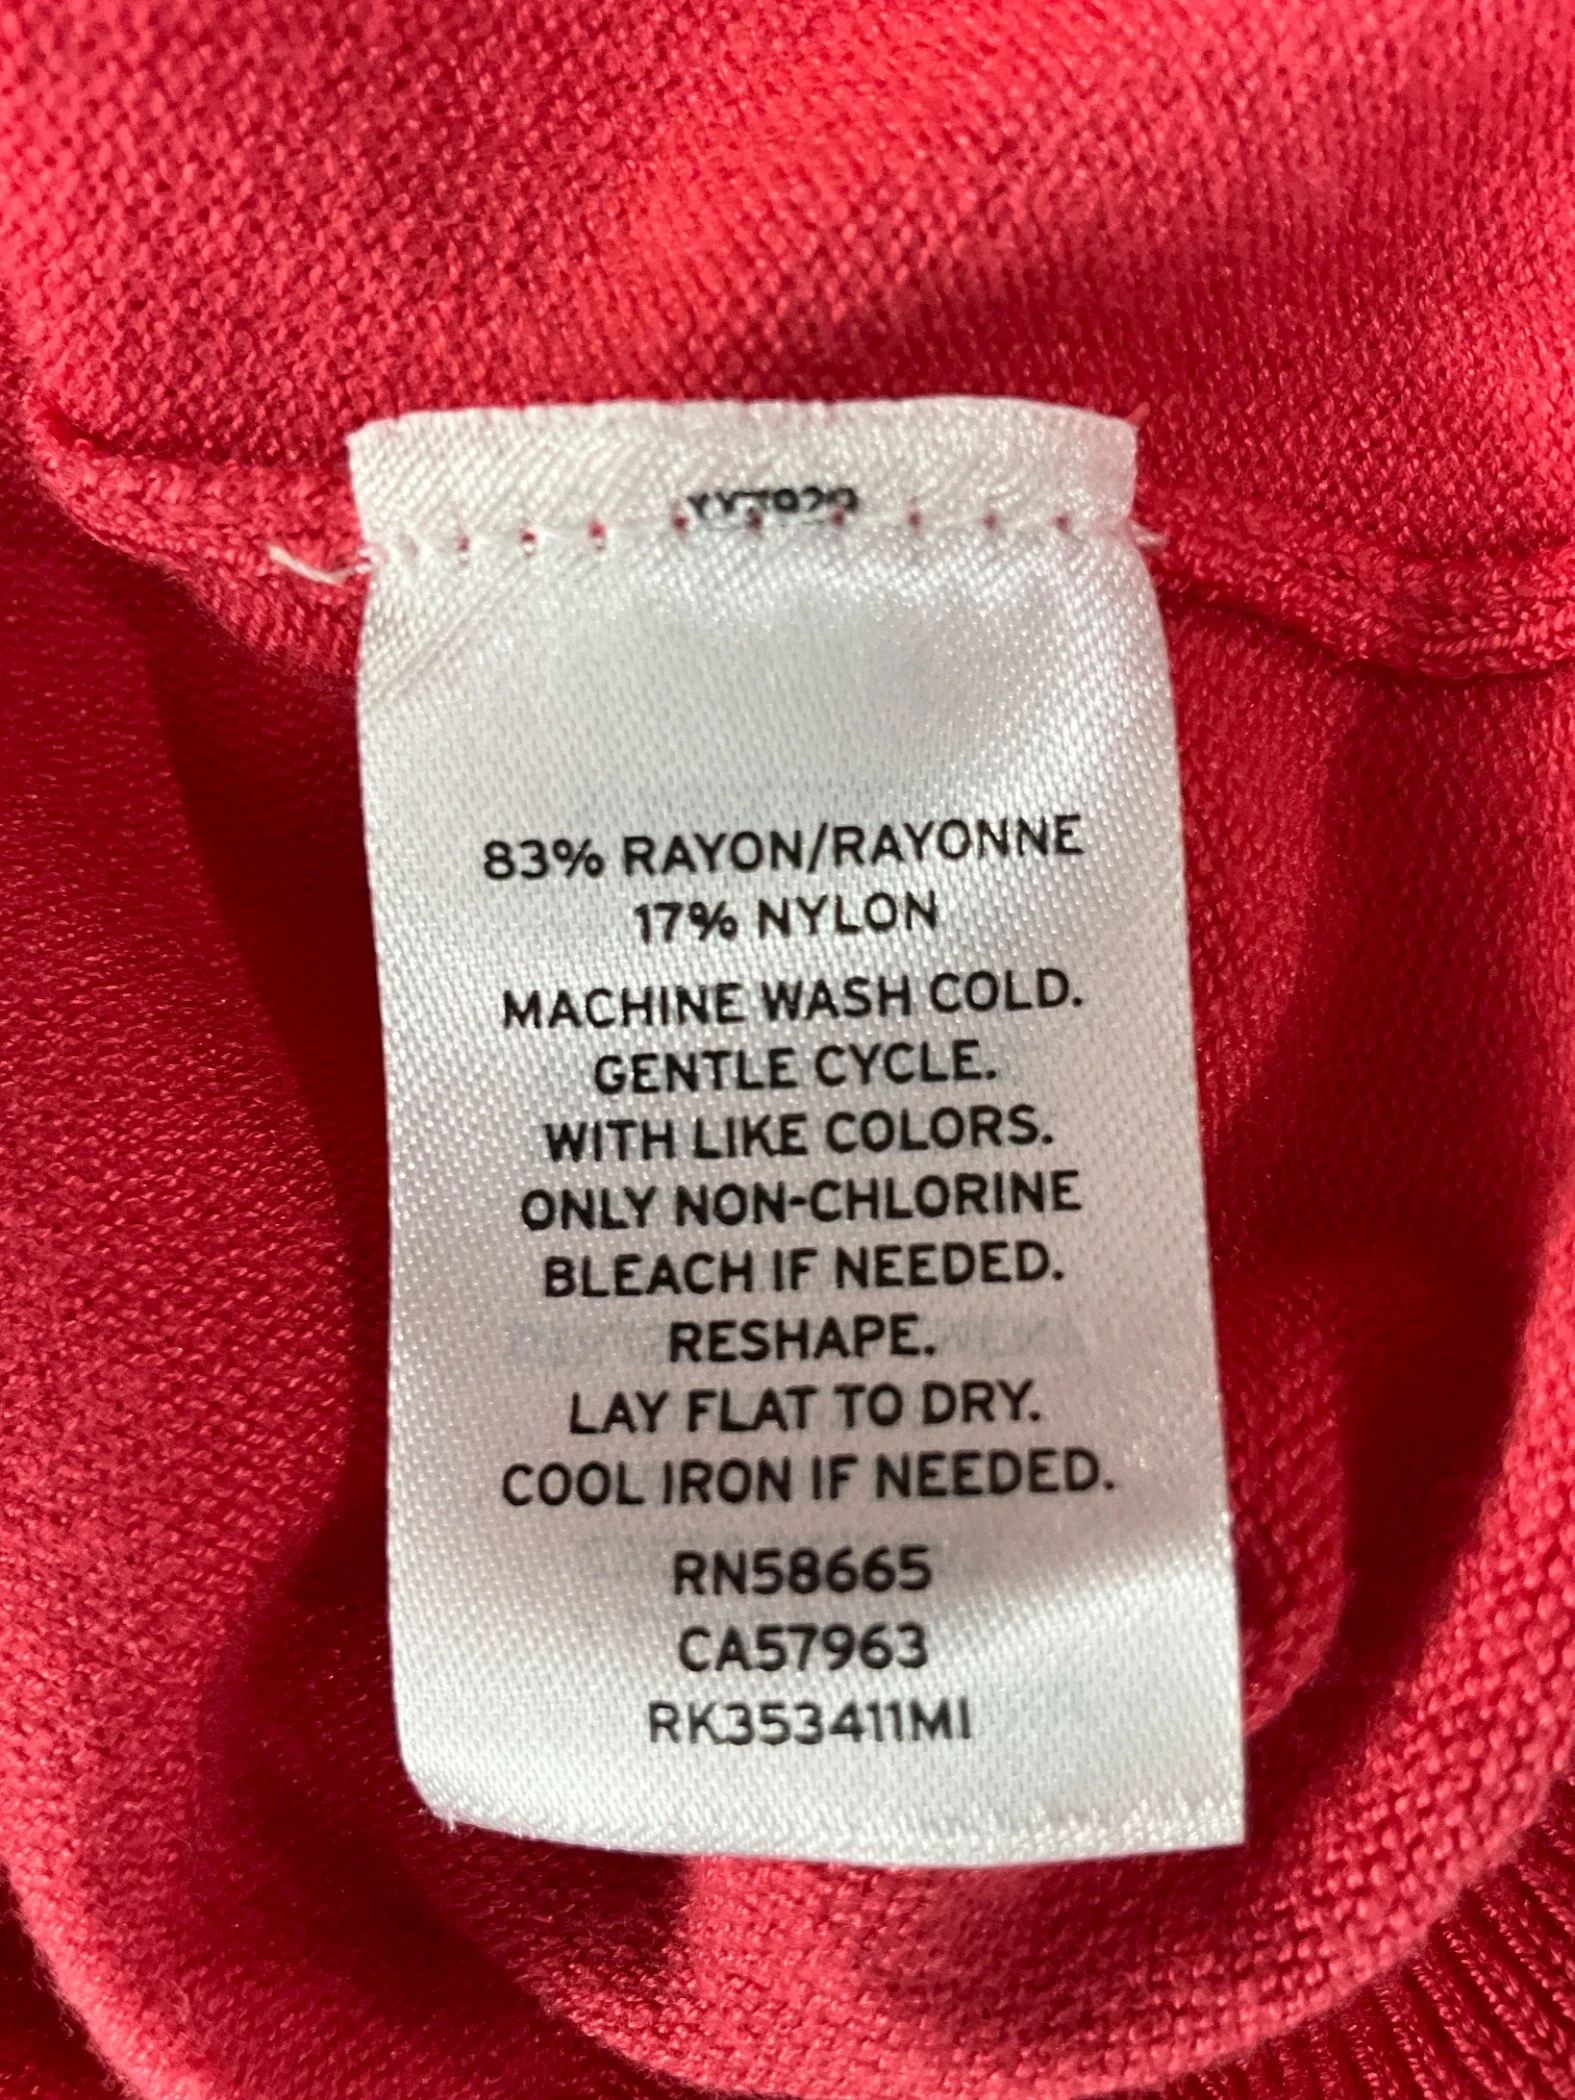 83% RAYON/RAYONNE
17% NYLON
MACHINE WASH COLD.
GENTLE CYCLE.
WITH LIKE COLORS.
ONLY NON-CHLORINE
BLEACH IF NEEDED.
RESHAPE.
LAY FLAT TO DRY.
COOL IRON IF NEEDED.
RN58665
CA57963
RK353411MI